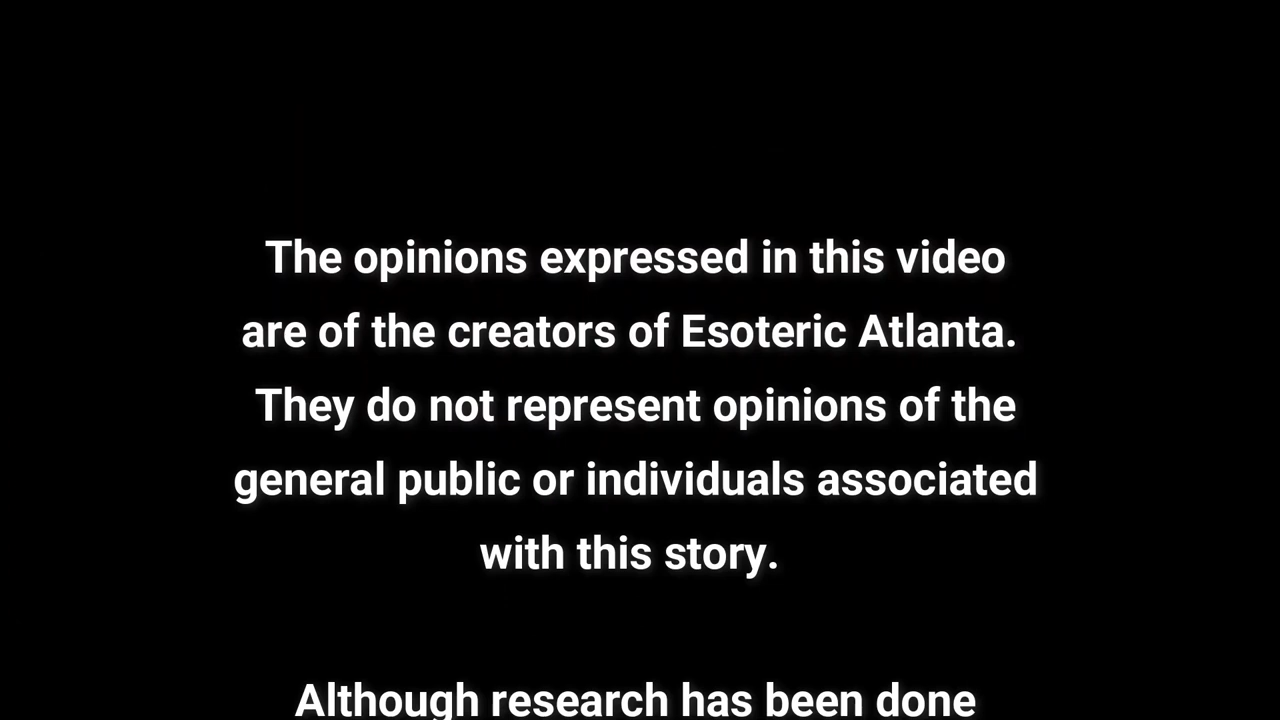 The opinions expressed in this video
are of the creators of Esoteric Atlanta.
They do not represent opinions of the
general public or individuals associated
with this story.
Although research has been done